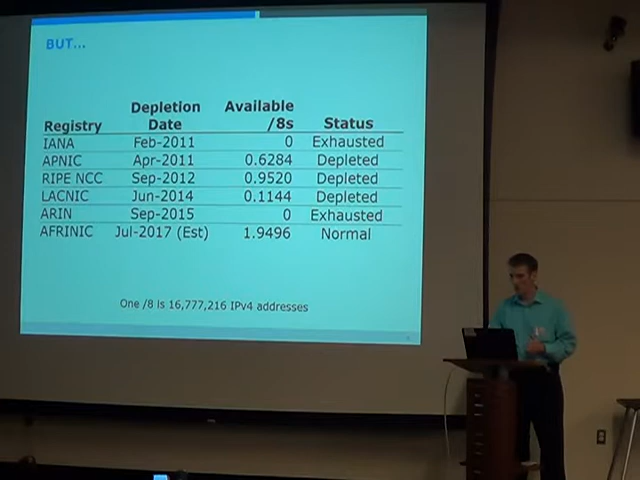 BUT...
Registry Depletion Date Available /8s Status
IANA Feb-2011 0 Exhausted
APNIC Apr-2011 0.6284 Depleted
RIPE NCC Sep-2012 0.9520 Depleted
LACNIC Jun-2014 0.1144 Depleted
ARIN Sep-2015 0 Exhausted
AFRINIC Jul-2017 (Est) 1.9496 Normal
One /8 is 16,777,216 IPv4 addresses